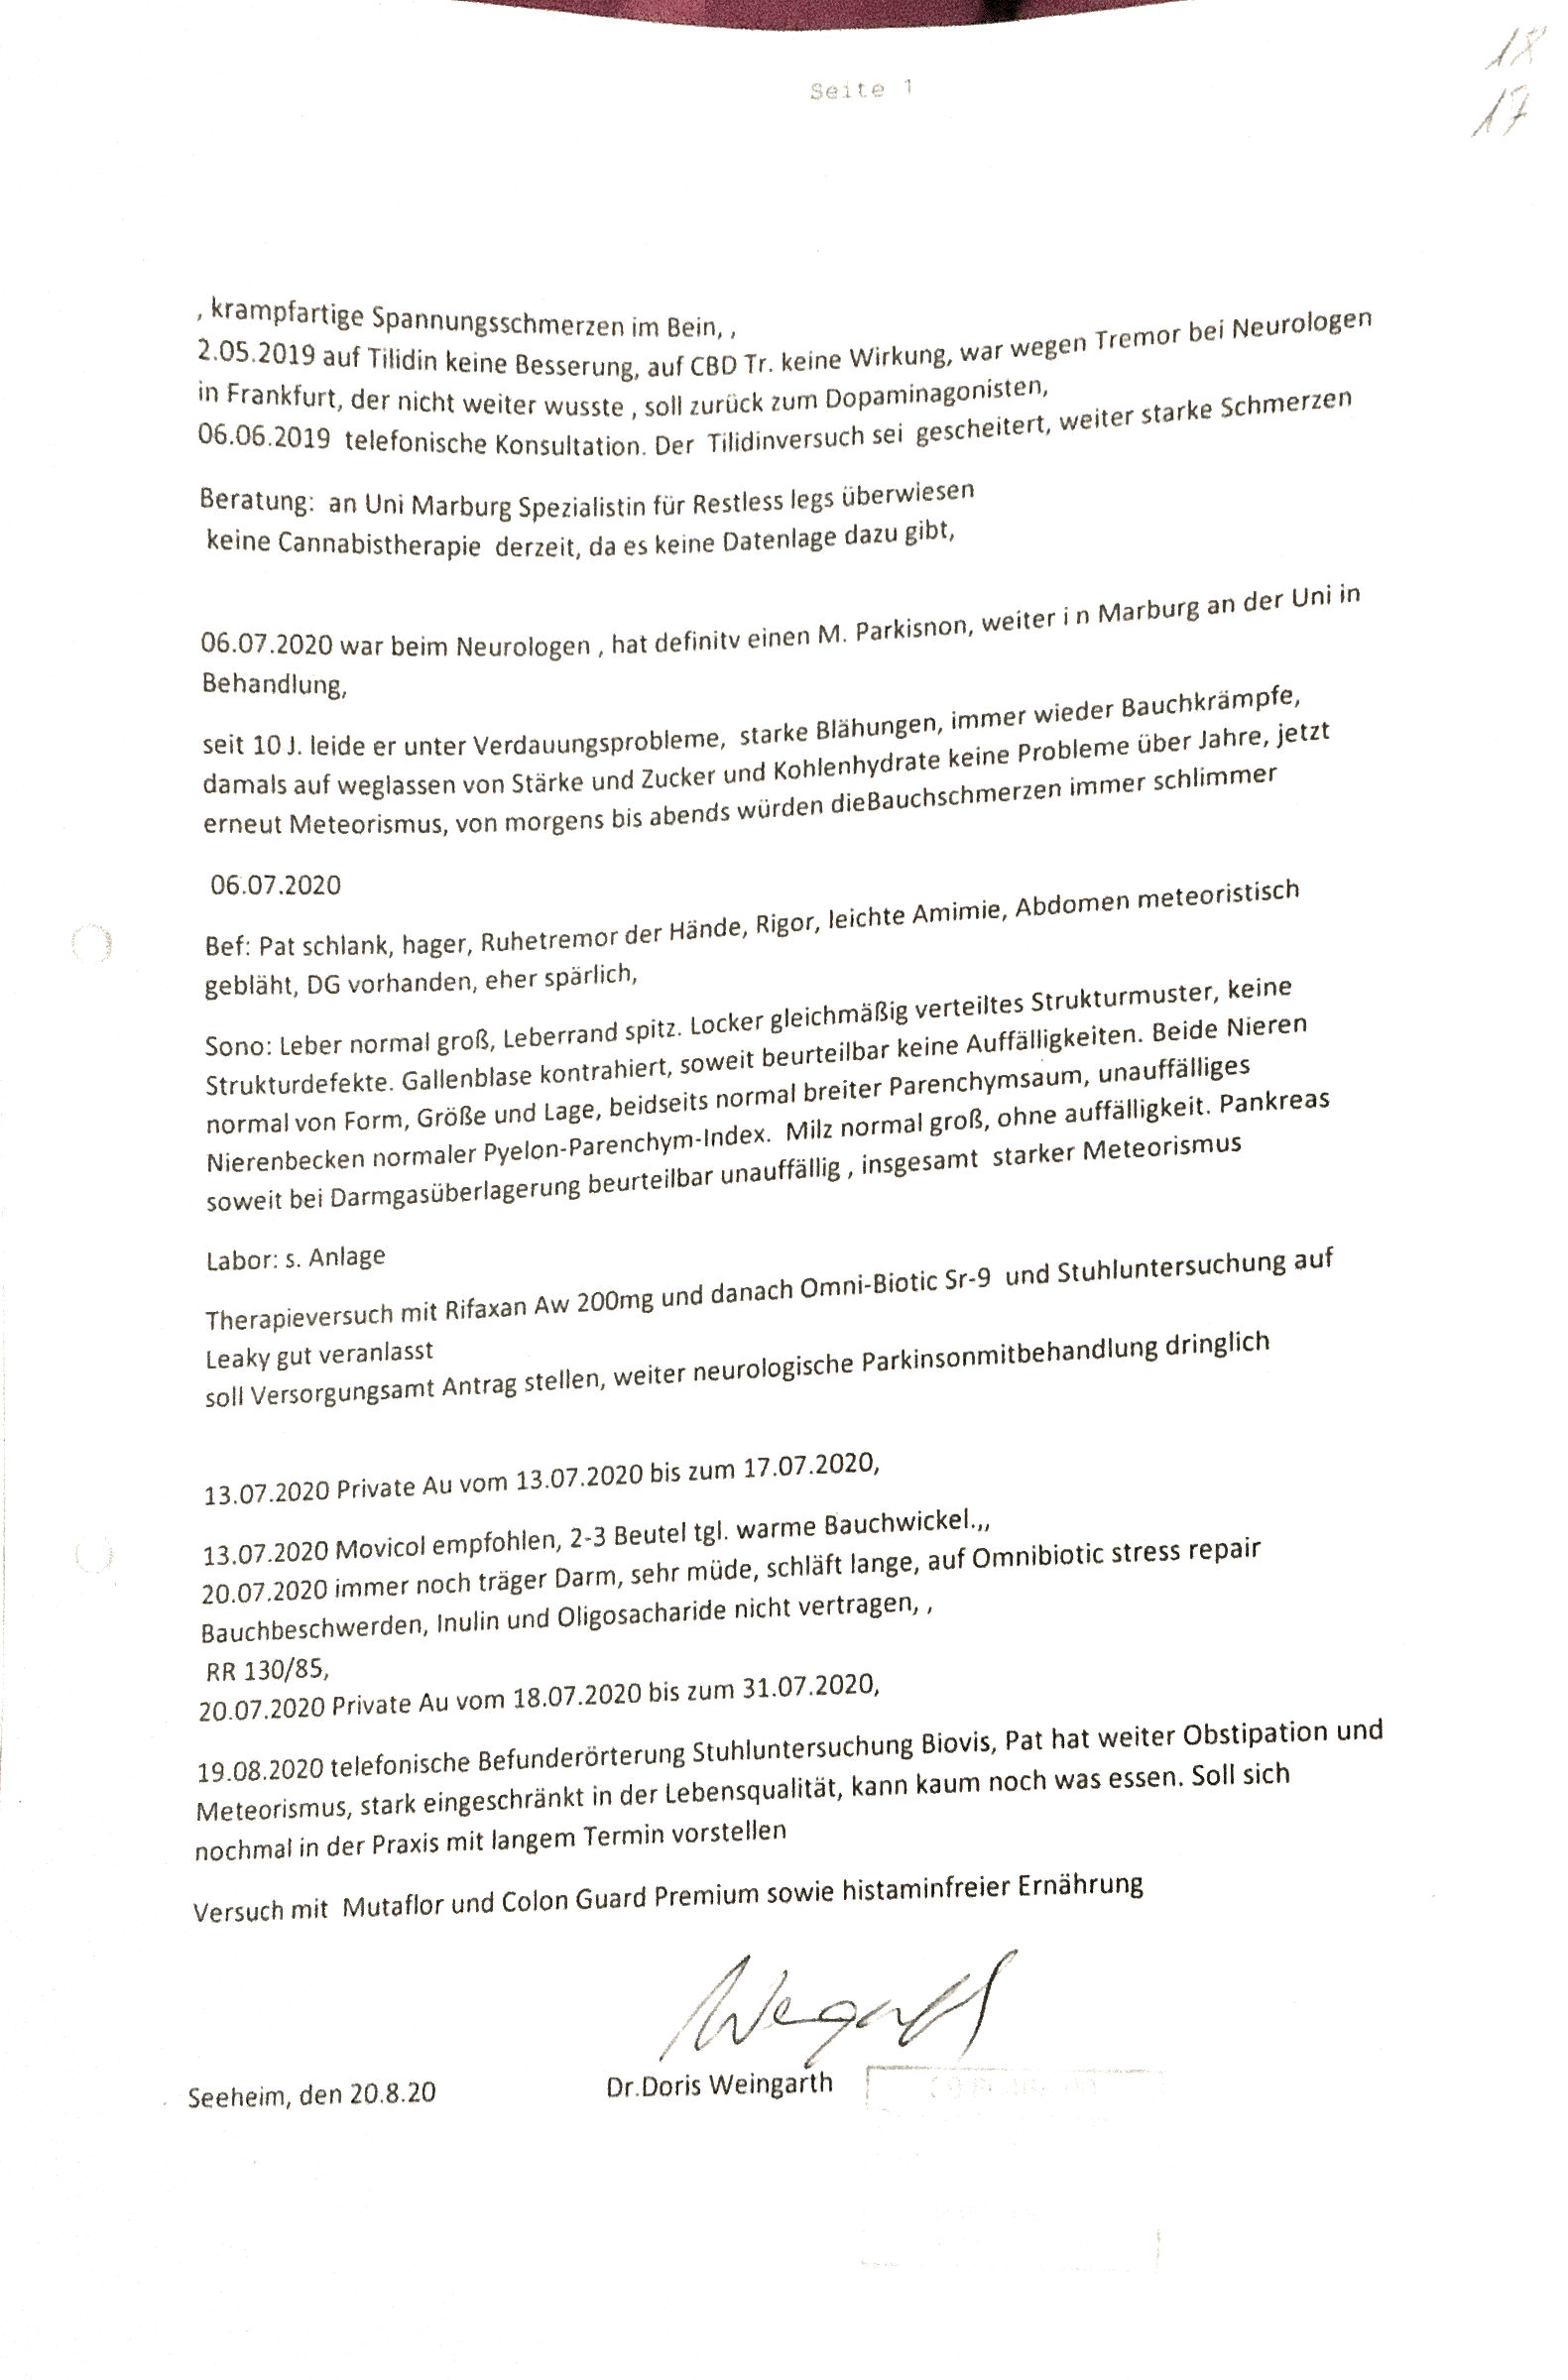 18
Seite 1
17
, krampfartige Spannungsschmerzen im Bein, ,
2.05.2019 auf Tilidin keine Besserung, auf CBD Tr. keine Wirkung, war wegen Tremor bei Neurologen
in Frankfurt, der nicht weiter wusste , soll zurück zum Dopaminagonisten,
06.06.2019 telefonische Konsultation. Der Tilidinversuch sei gescheitert, weiter starke Schmerzen
Beratung: an Uni Marburg Spezialistin für Restless legs überwiesen
keine Cannabistherapie derzeit, da es keine Datenlage dazu gibt,
06.07.2020 war beim Neurologen , hat definitv einen M. Parkisnon, weiter i n Marburg an der Uni in
Behandlung,
seit 10 J. leide er unter Verdauungsprobleme, starke Blähungen, immer wieder Bauchkrämpfe,
damals auf weglassen von Stärke und Zucker und Kohlenhydrate keine Probleme über Jahre, jetzt
erneut Meteorismus, von morgens bis abends würden dieBauchschmerzen immer schlimmer
06.07.2020
Bef: Pat schlank, hager, Ruhetremor der Hände, Rigor, leichte Amimie, Abdomen meteoristisch
gebläht, DG vorhanden, eher spärlich,
Sono: Leber normal groß, Leberrand spitz. Locker gleichmäßig verteiltes Strukturmuster, keine
Strukturdefekte. Gallenblase kontrahiert, soweit beurteilbar keine Auffälligkeiten. Beide Nieren
normal von Form, Größe und Lage, beidseits normal breiter Parenchymsaum, unauffälliges
Nierenbecken normaler Pyelon-Parenchym-Index. Milz normal groß, ohne auffälligkeit. Pankreas
soweit bei Darmgasüberlagerung beurteilbar unauffällig , insgesamt starker Meteorismus
Labor: s. Anlage
Therapieversuch mit Rifaxan Aw 200mg und danach Omni-Biotic Sr-9 und Stuhluntersuchung auf
Leaky gut veranlasst
soll Versorgungsamt Antrag stellen, weiter neurologische Parkinsonmitbehandlung dringlich
13.07.2020 Private Au vom 13.07.2020 bis zum 17.07.2020,
13.07.2020 Movicol empfohlen, 2-3 Beutel tgl. warme Bauchwickel.,,
20.07.2020 immer noch träger Darm, sehr müde, schläft lange, auf Omnibiotic stress repair
Bauchbeschwerden, Inulin und Oligosacharide nicht vertragen, ,
RR 130/85,
20.07.2020 Private Au vom 18.07.2020 bis zum 31.07.2020,
19.08.2020 telefonische Befunderörterung Stuhluntersuchung Biovis, Pat hat weiter Obstipation und
Meteorismus, stark eingeschränkt in der Lebensqualität, kann kaum noch was essen. Soll sich
nochmal in der Praxis mit langem Termin vorstellen
Versuch mit Mutaflor und Colon Guard Premium sowie histaminfreier Ernährung
Seeheim, den 20.8.20
Dr.Doris Weingarth